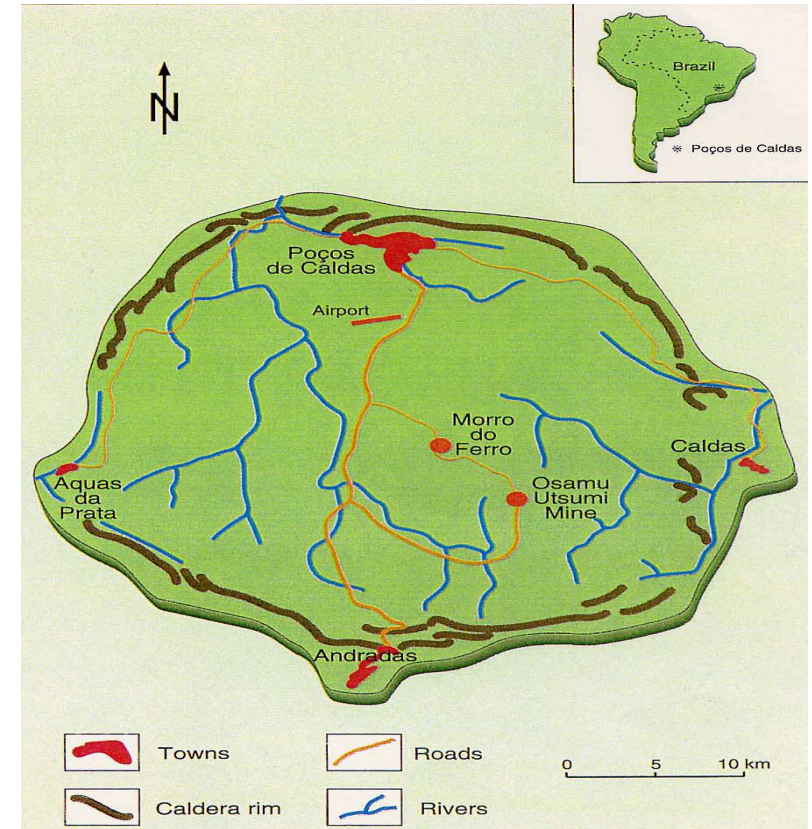 N
Brazil
* Poços de Caldas
Poços
de Caldas
Airport
Morro
do
Ferro
Caldas
Aquas
da
Prata
Osamu
Utsumi
Mine
Andradas
Towns
Roads
Caldera rim
Rivers
0 5 10 km